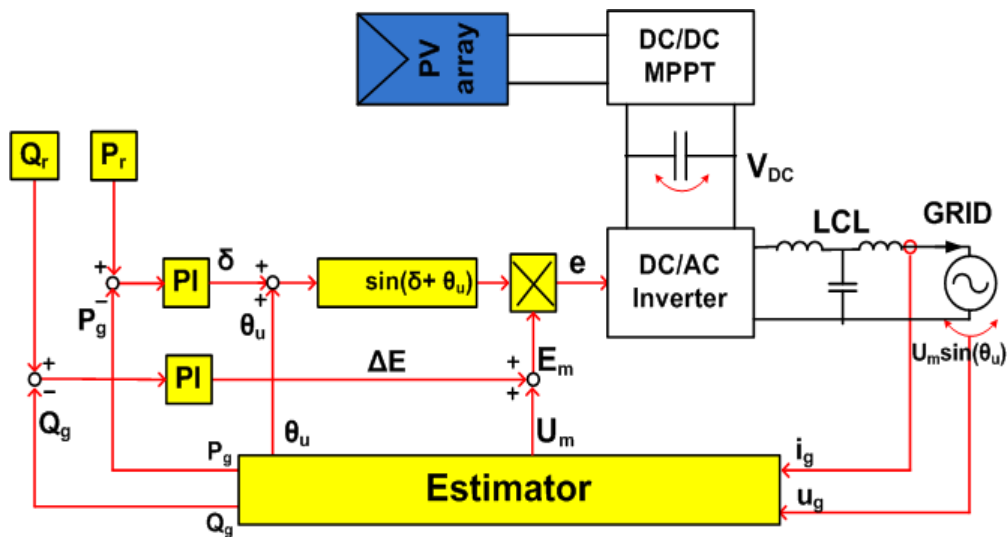 PV
array
DC/DC
MPPT
V_DC
Q_r
P_r
LCL
GRID
+
−
PI
δ
+
+
sin(δ+ θ_u)
e
DC/AC
Inverter
P_g
θ_u
U_m sin(θ_u)
+
−
PI
ΔE
+
+
E_m
Q_g
P_g
θ_u
U_m
i_g
Estimator
u_g
Q_g